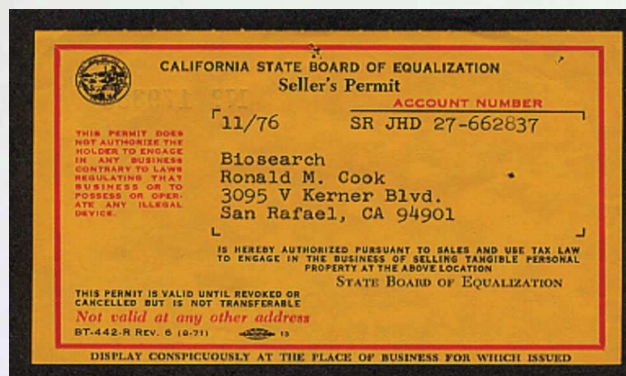 CALIFORNIA STATE BOARD OF EQUALIZATION
Seller's Permit
ACCOUNT NUMBER
11/76 SR JHD 27-662837
THIS PERMIT DOES
NOT AUTHORIZE THE
HOLDER TO ENGAGE
IN ANY BUSINESS
CONTRARY TO LAWS
REGULATING THAT
BUSINESS OR TO
POSSESS OR OPER-
ATE ANY ILLEGAL
DEVICE.
Biosearch
Ronald M. Cook
3095 V Kerner Blvd.
San Rafael, CA 94901
IS HEREBY AUTHORIZED PURSUANT TO SALES AND USE TAX LAW
TO ENGAGE IN THE BUSINESS OF SELLING TANGIBLE PERSONAL
PROPERTY AT THE ABOVE LOCATION
STATE BOARD OF EQUALIZATION
THIS PERMIT IS VALID UNTIL REVOKED OR
CANCELLED BUT IS NOT TRANSFERABLE
Not valid at any other address
BT-442-R REV. 6 (9-71) 13
DISPLAY CONSPICUOUSLY AT THE PLACE OF BUSINESS FOR WHICH ISSUED